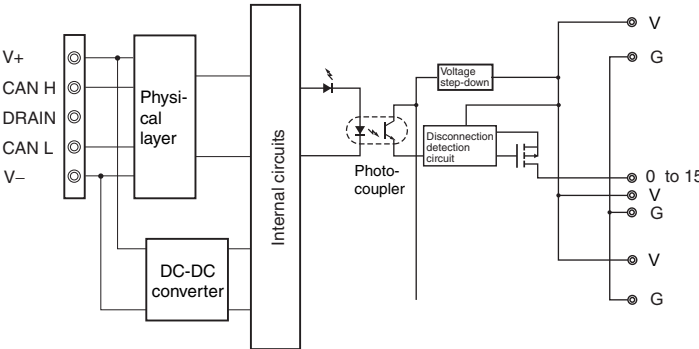 V+
CAN H
DRAIN
CAN L
V−
Physi-
cal
layer
DC-DC
converter
Internal circuits
Photo-
coupler
Voltage
step-down
Disconnection
detection
circuit
V
G
0 to 15
V
G
V
G